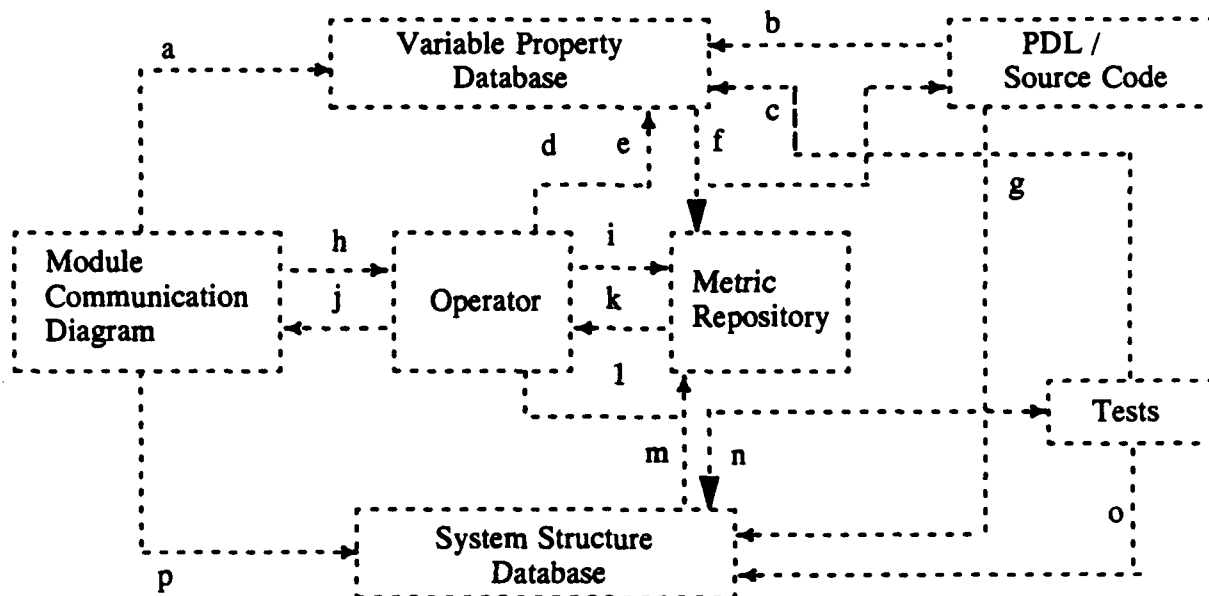 a
Variable Property
Database
b
PDL /
Source Code
c
d
e
f
g
Module
Communication
Diagram
h
j
Operator
i
k
l
Metric
Repository
Tests
m
n
o
p
System Structure
Database